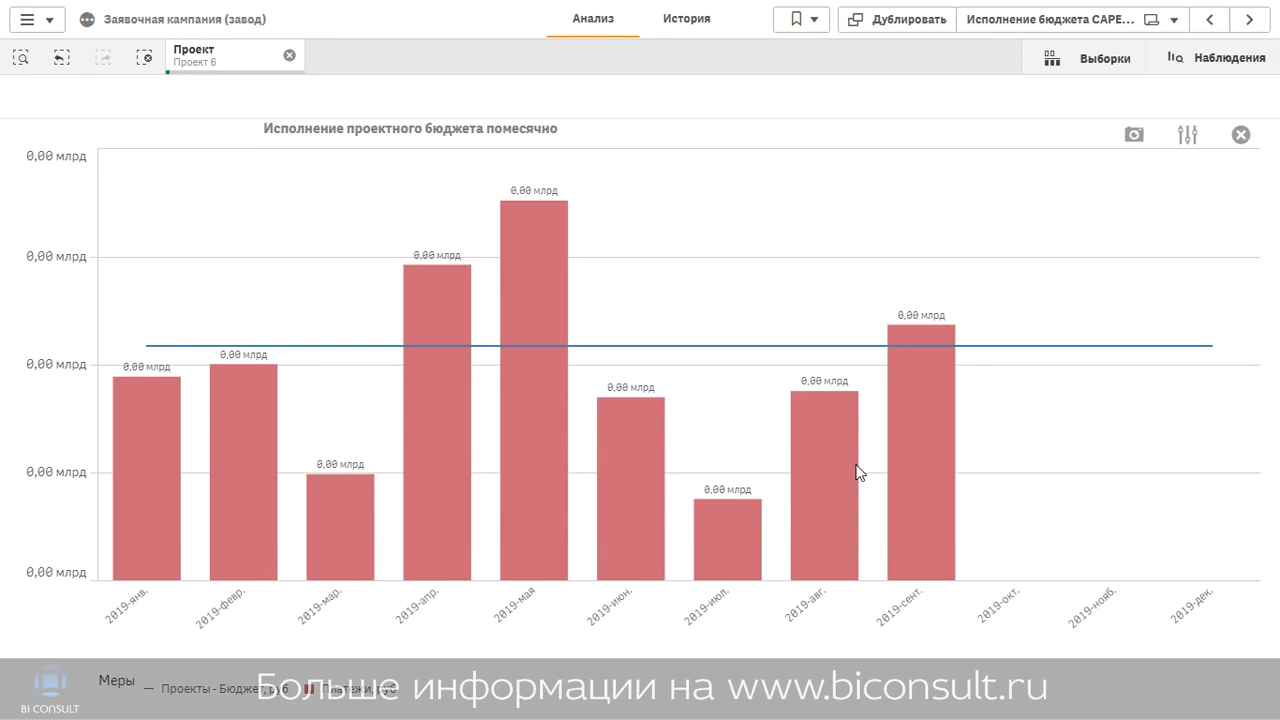 Заявочная кампания (завод)
Анализ
История
Дублировать
Исполнение бюджета CAPE...
Проект
Проект 6
Выборки
Наблюдения
Исполнение проектного бюджета помесячно
0,00 млрд
0,00 млрд
0,00 млрд
0,00 млрд
0,00 млрд
0,00 млрд
0,00 млрд
0,00 млрд
0,00 млрд
0,00 млрд
0,00 млрд
0,00 млрд
0,00 млрд
0,00 млрд
2019-янв.
2019-февр.
2019-мар.
2019-апр.
2019-мая
2019-июн.
2019-июл.
2019-авг.
2019-сент.
2019-окт.
2019-нояб.
2019-дек.
Меры
Проекты - Бюджет, руб
Платежи, руб
Больше информации на www.biconsult.ru
BI CONSULT